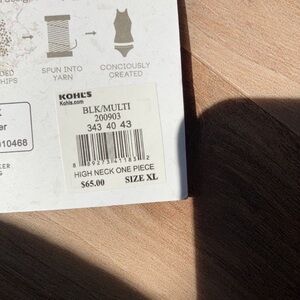 SPUN INTO
YARN
CONCIOUSLY
CREATED
KOHL'S
Kohls.com
BLK/MULTI
200903
343 40 43
HIGH NECK ONE PIECE
$65.00 SIZE XL
10468